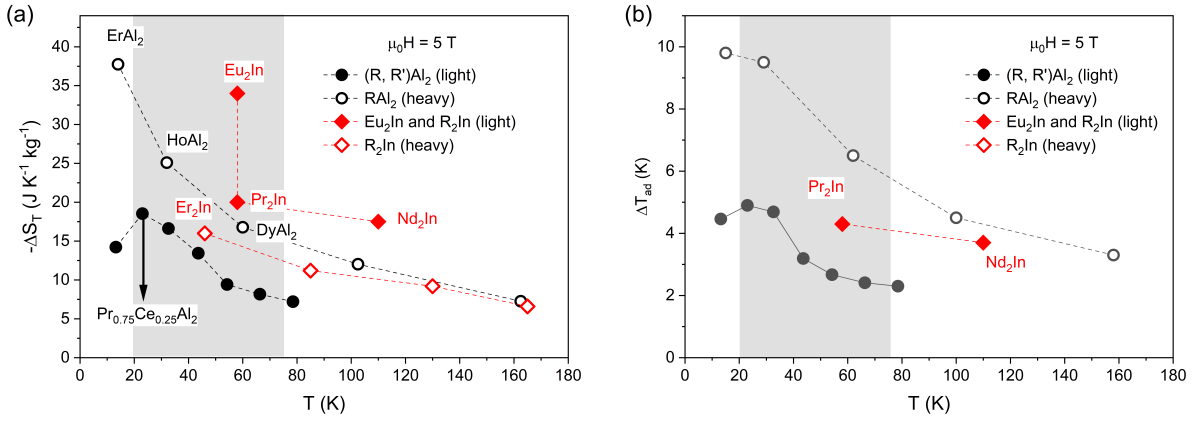 (a)
-ΔS_T (J K⁻¹ kg⁻¹)
40
35
30
25
20
15
10
5
0
0 20 40 60 80 100 120 140 160 180
T (K)
μ₀H = 5 T
(R, R')Al₂ (light)
RAl₂ (heavy)
Eu₂In and R₂In (light)
R₂In (heavy)
ErAl₂
Eu₂In
HoAl₂
Er₂In
Pr₂In
Nd₂In
DyAl₂
Pr₀.₇₅Ce₀.₂₅Al₂
(b)
ΔT_ad (K)
10
8
6
4
2
0
0 20 40 60 80 100 120 140 160 180
T (K)
μ₀H = 5 T
(R, R')Al₂ (light)
RAl₂ (heavy)
Eu₂In and R₂In (light)
R₂In (heavy)
Pr₂In
Nd₂In